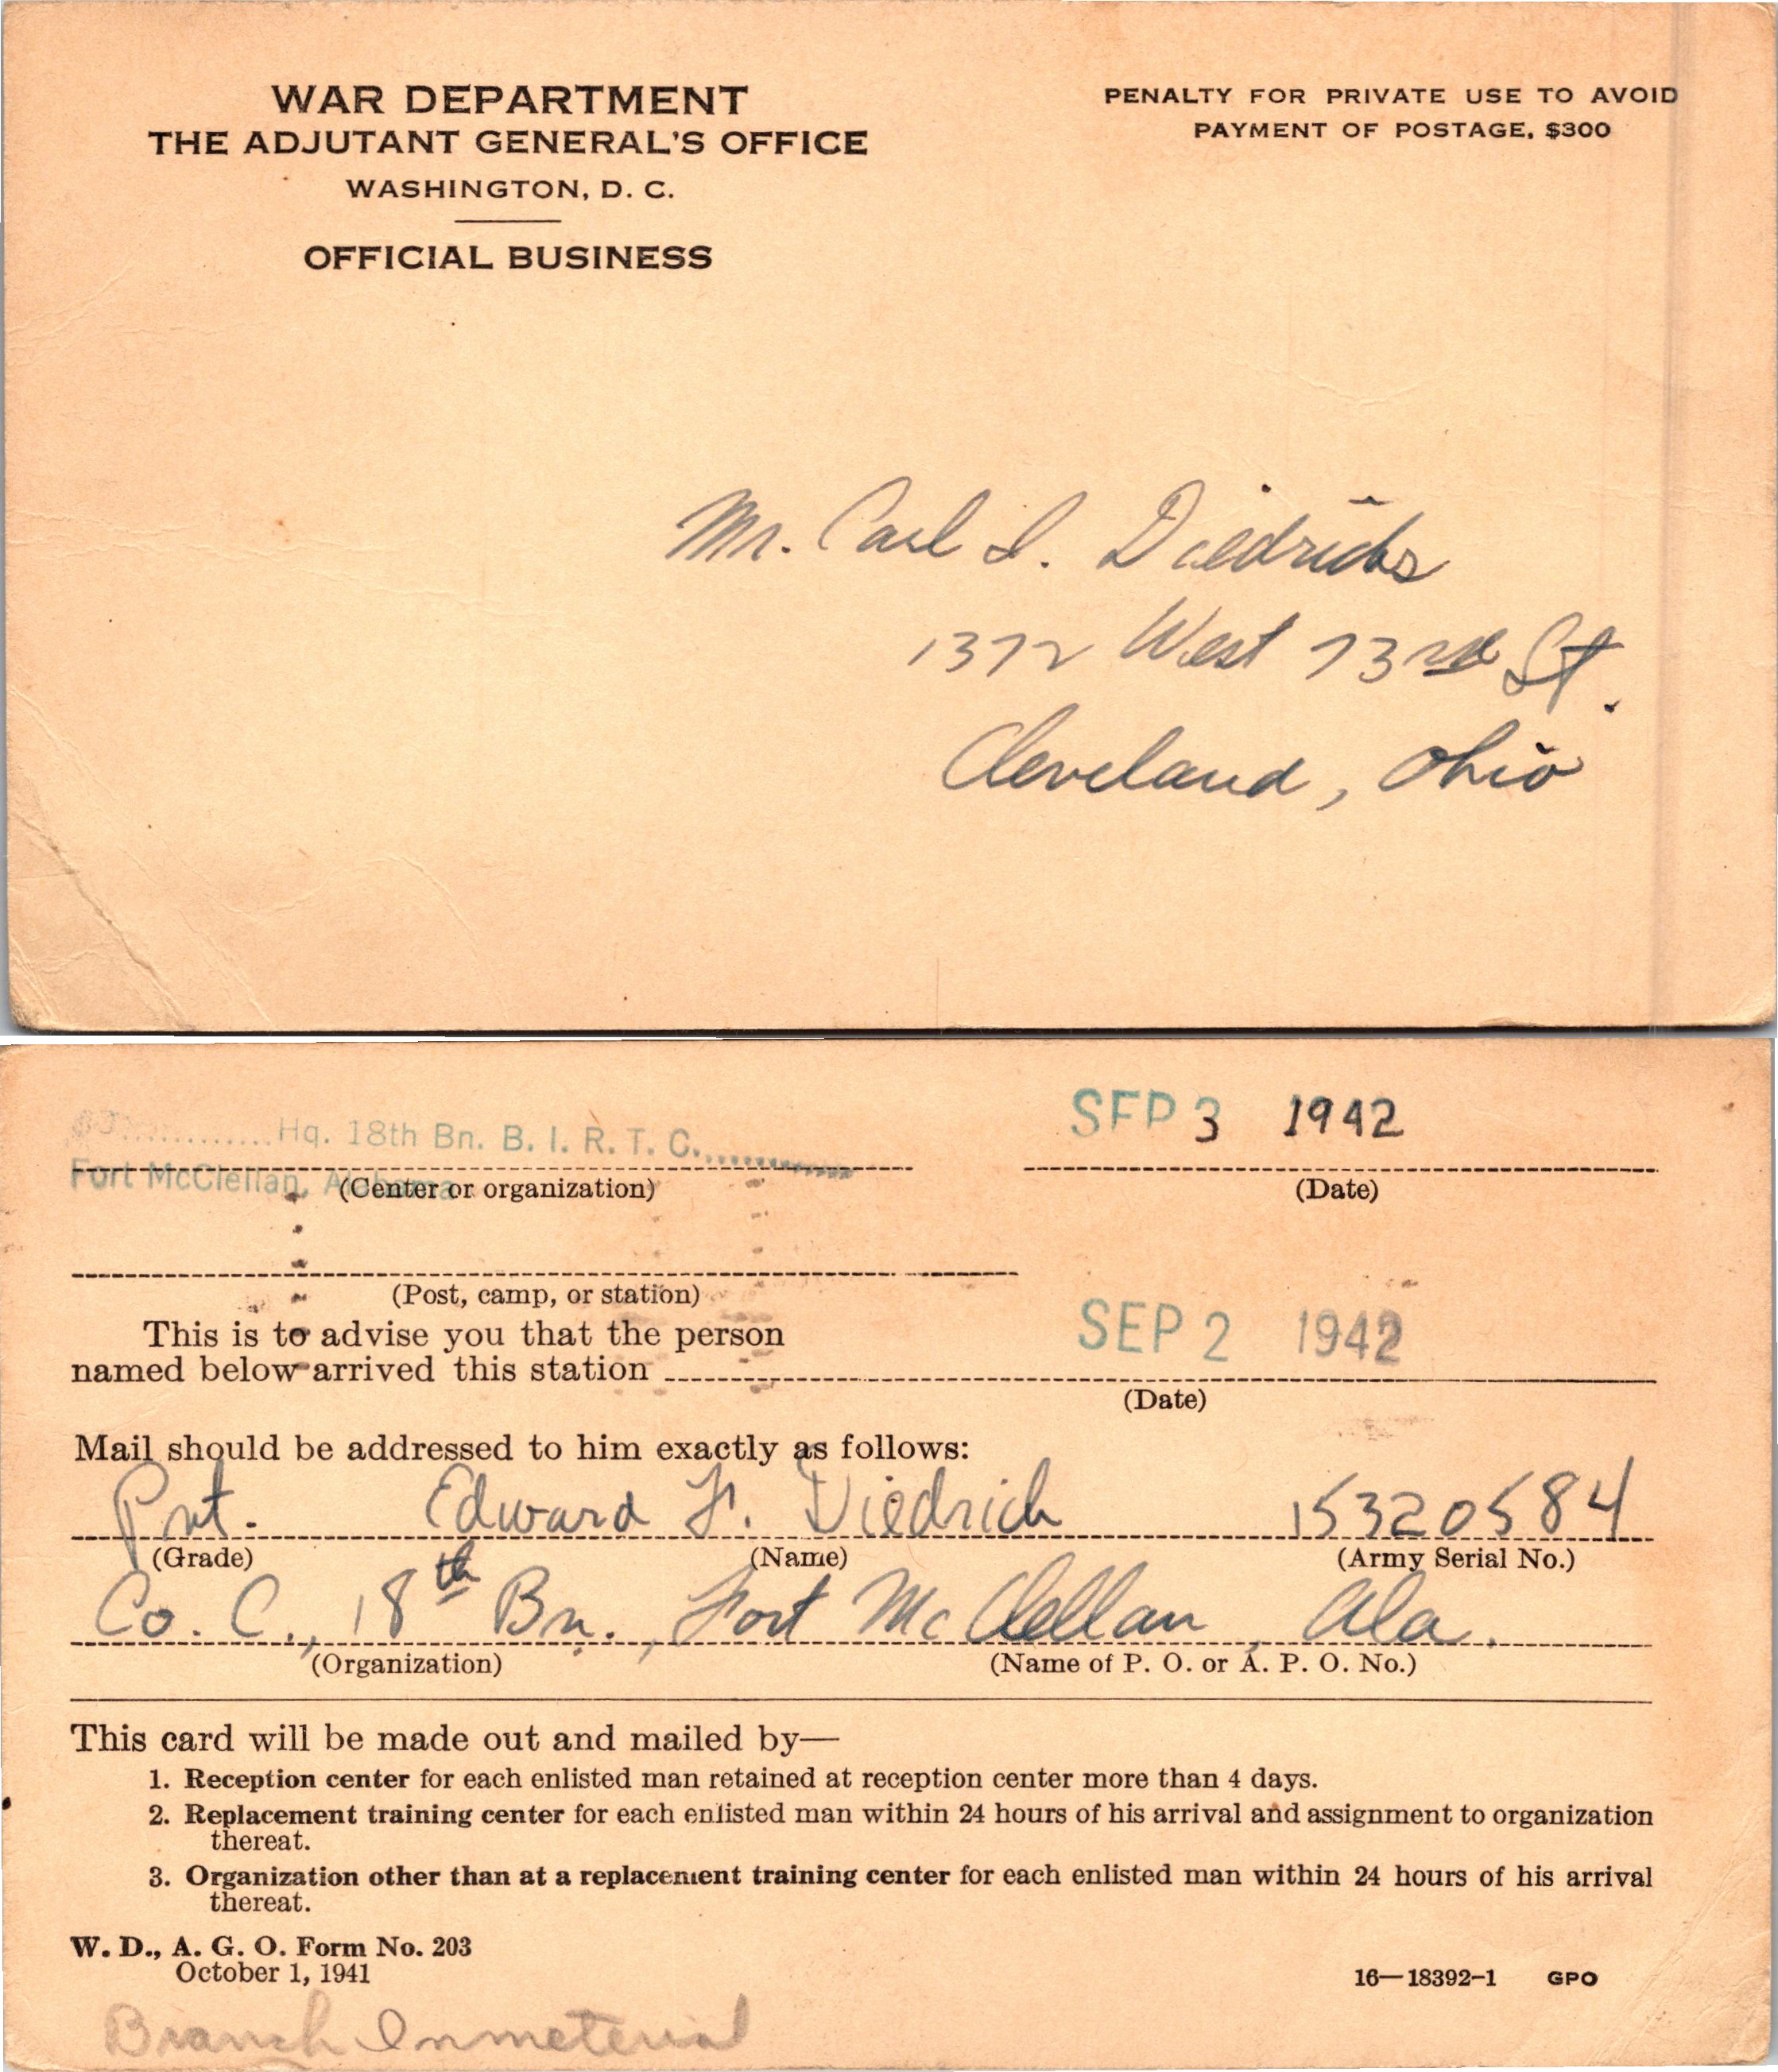 WAR DEPARTMENT
THE ADJUTANT GENERAL'S OFFICE
WASHINGTON, D. C.
OFFICIAL BUSINESS
PENALTY FOR PRIVATE USE TO AVOID
PAYMENT OF POSTAGE, $300
Mr. Carl I. Diedrichs
1372 West 73rd St.
Cleveland, Ohio
Hq. 18th Bn. B. I. R. T. C.
Fort McClellan, Alabama
(Center or organization)
SEP 3 1942
(Date)
(Post, camp, or station)
This is to advise you that the person
named below arrived this station SEP 2 1942
(Date)
Mail should be addressed to him exactly as follows:
Pvt. Edward F. Diedrich 15320584
(Grade) (Name) (Army Serial No.)
Co. C., 18th Bn., Fort McClellan, Ala.
(Organization) (Name of P. O. or A. P. O. No.)
This card will be made out and mailed by—
1. Reception center for each enlisted man retained at reception center more than 4 days.
2. Replacement training center for each enlisted man within 24 hours of his arrival and assignment to organization
thereat.
3. Organization other than at a replacement training center for each enlisted man within 24 hours of his arrival
thereat.
W. D., A. G. O. Form No. 203
October 1, 1941
16—18392-1 GPO
Branch Inmeterial